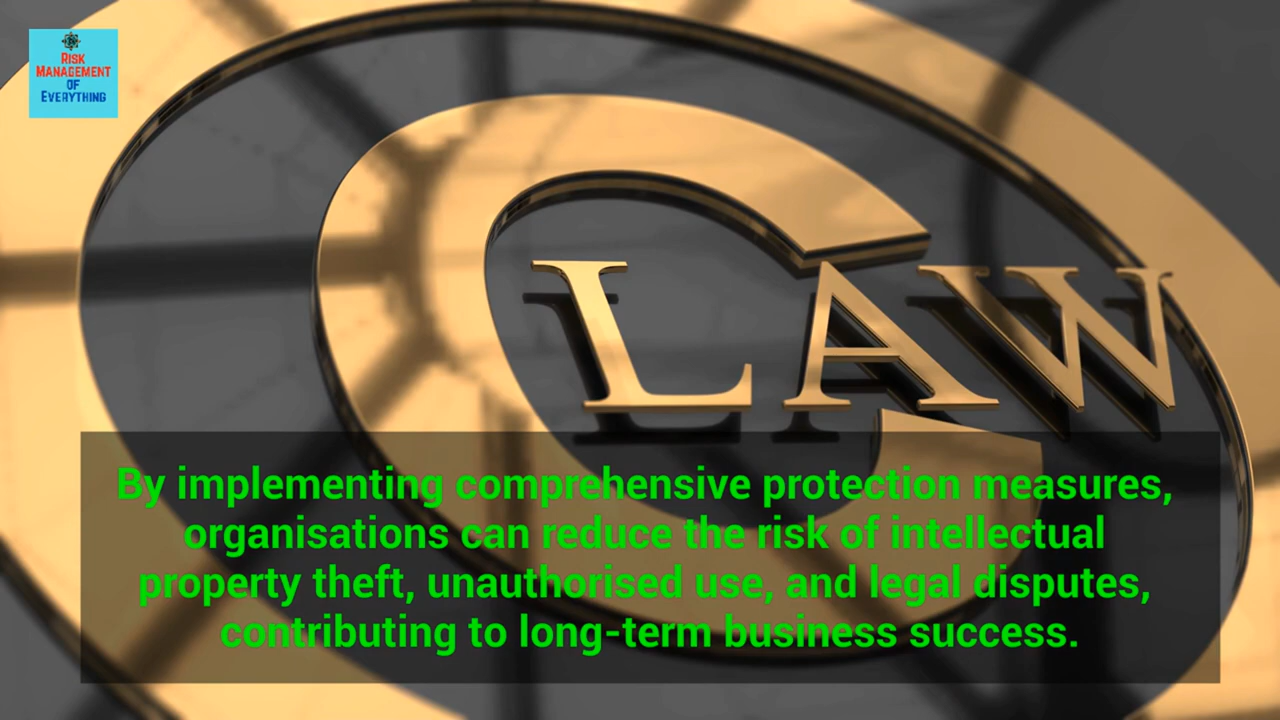 RISK
MANAGEMENT
OF
EVERYTHING
LAW
By implementing comprehensive protection measures,
organisations can reduce the risk of intellectual
property theft, unauthorised use, and legal disputes,
contributing to long-term business success.